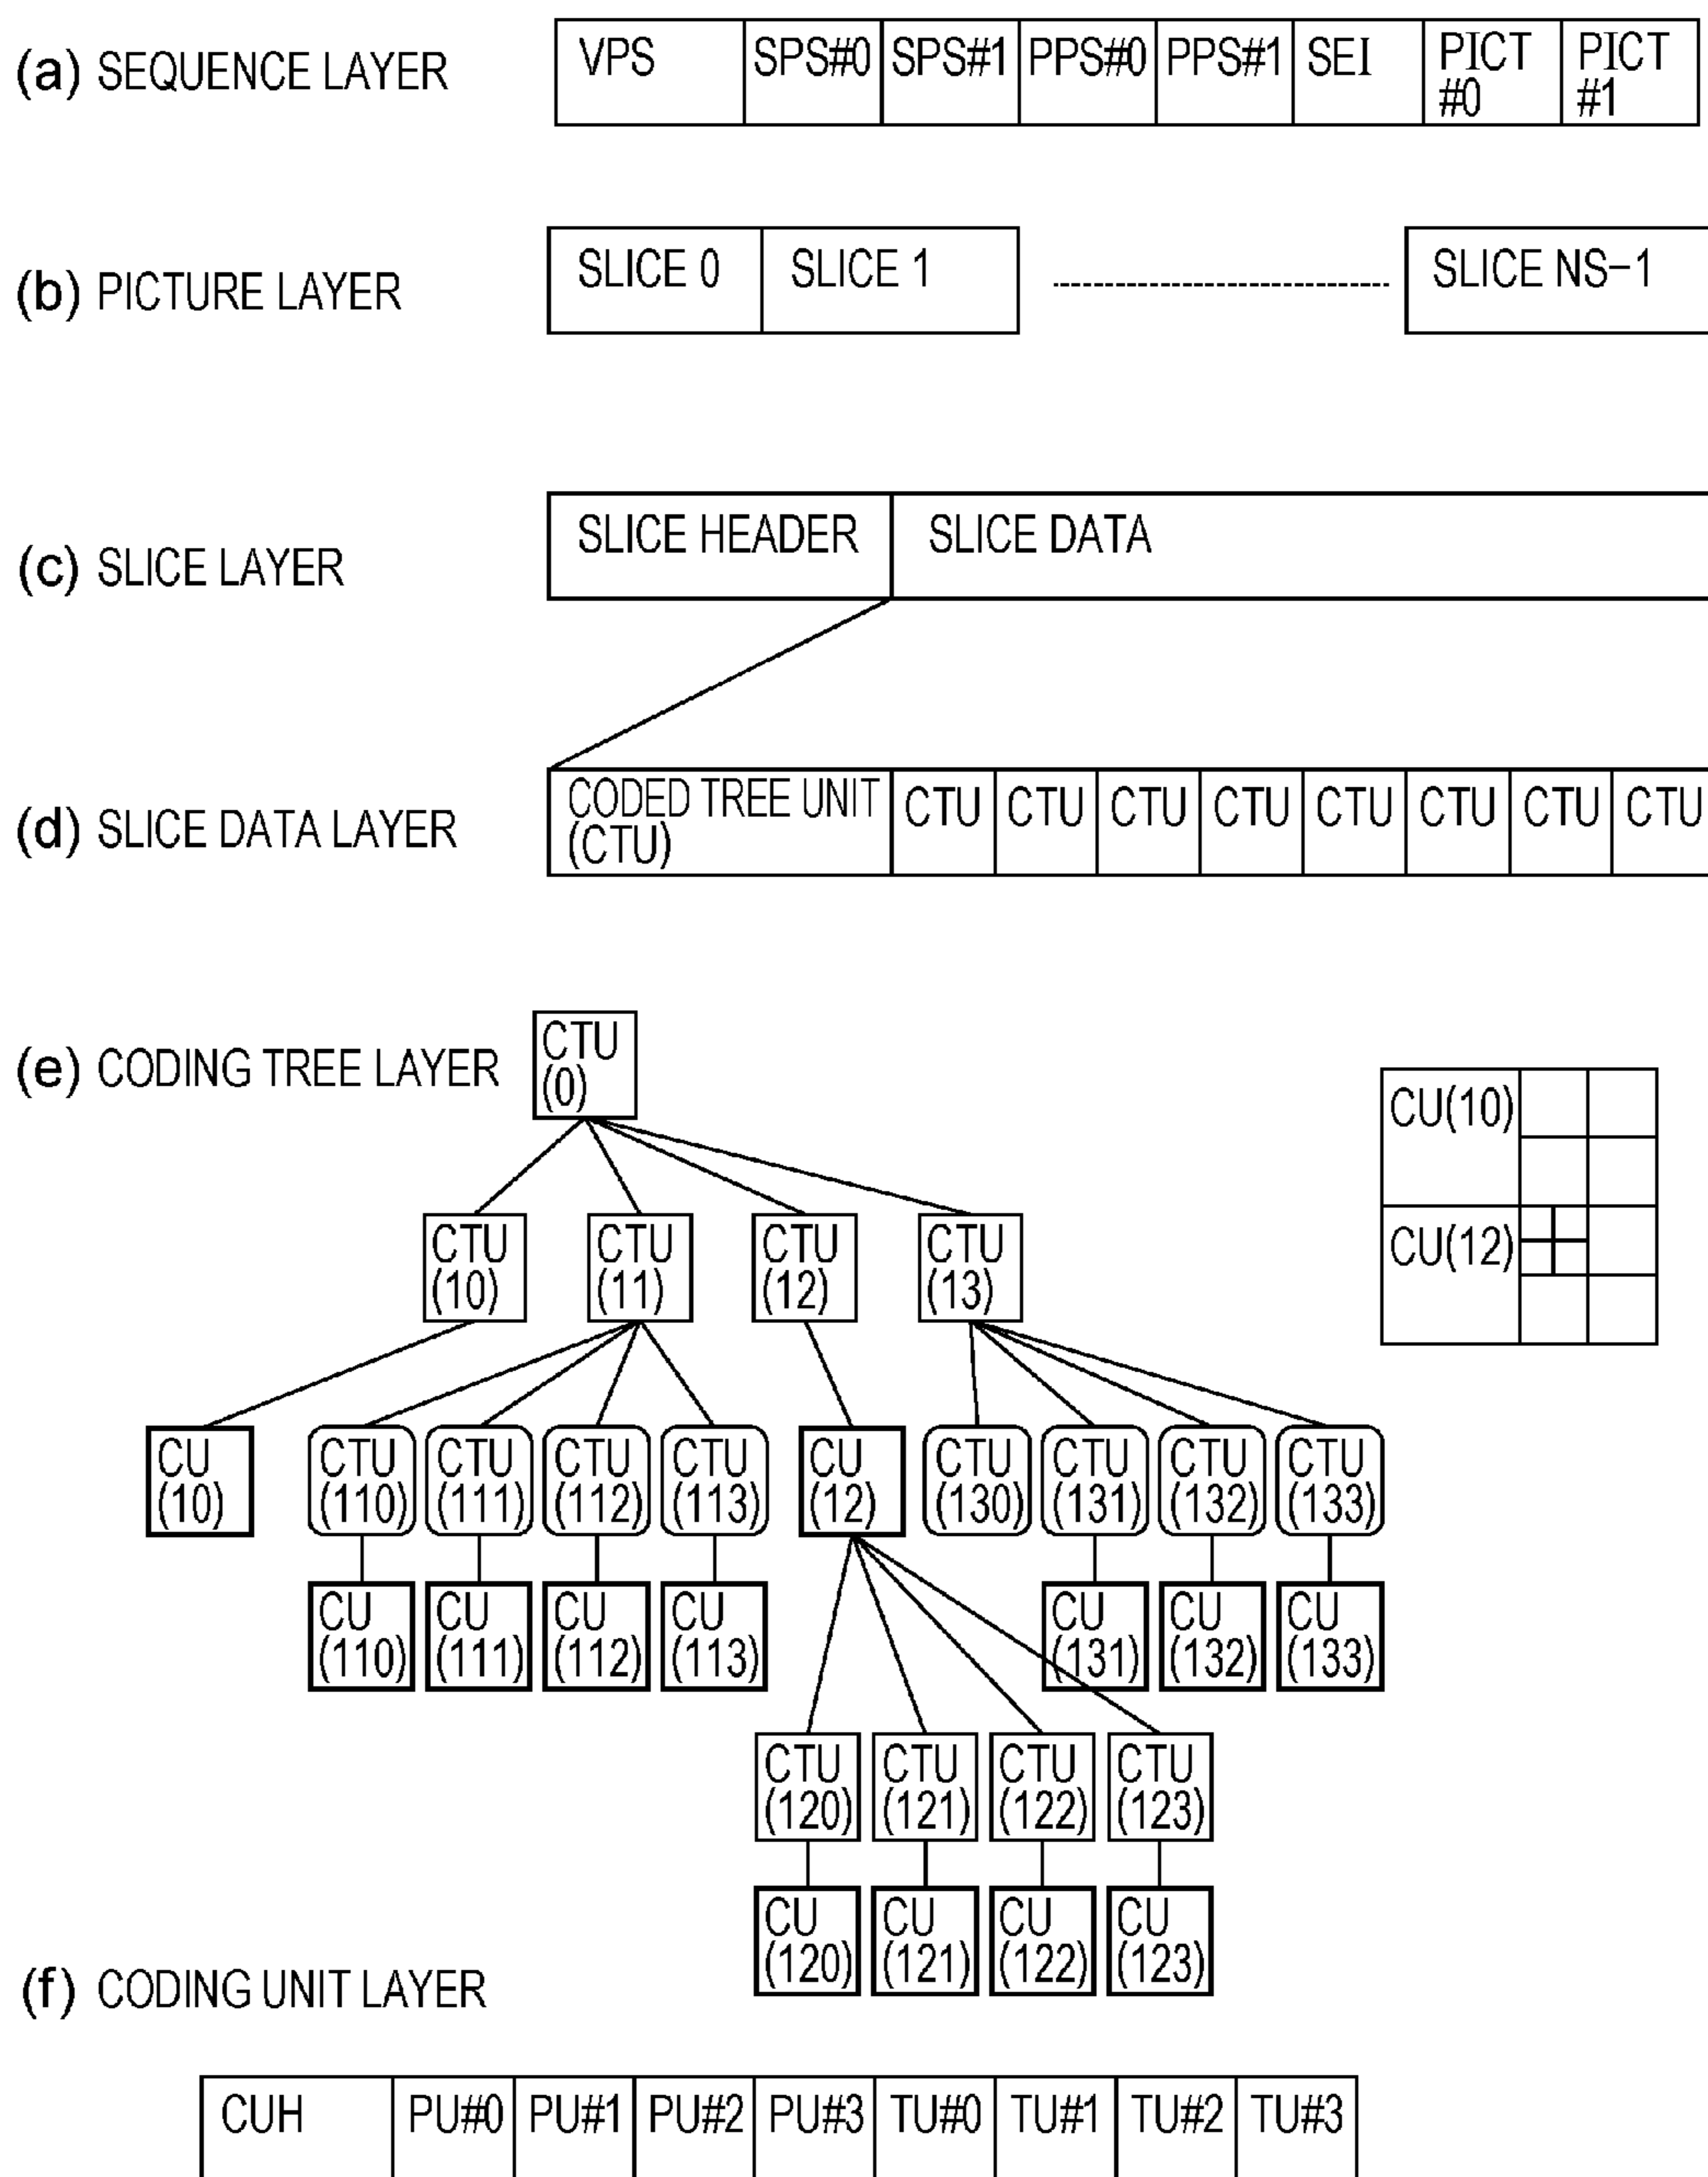 (a) SEQUENCE LAYER
VPS SPS#0 SPS#1 PPS#0 PPS#1 SEI PICT PICT
#0 #1
(b) PICTURE LAYER
SLICE 0 SLICE 1 SLICE NS-1
(c) SLICE LAYER
SLICE HEADER SLICE DATA
(d) SLICE DATA LAYER
CODED TREE UNIT CTU CTU CTU CTU CTU CTU CTU CTU
(CTU)
(e) CODING TREE LAYER
CTU
(0)
CU(10)
CU(12)
CTU CTU CTU CTU
(10) (11) (12) (13)
CU CTU CTU CTU CTU CU CTU CTU CTU CTU
(10) (110) (111) (112) (113) (12) (130) (131) (132) (133)
CU CU CU CU CU CU CU
(110) (111) (112) (113) (131) (132) (133)
CTU CTU CTU CTU
(120) (121) (122) (123)
CU CU CU CU
(120) (121) (122) (123)
(f) CODING UNIT LAYER
CUH PU#0 PU#1 PU#2 PU#3 TU#0 TU#1 TU#2 TU#3